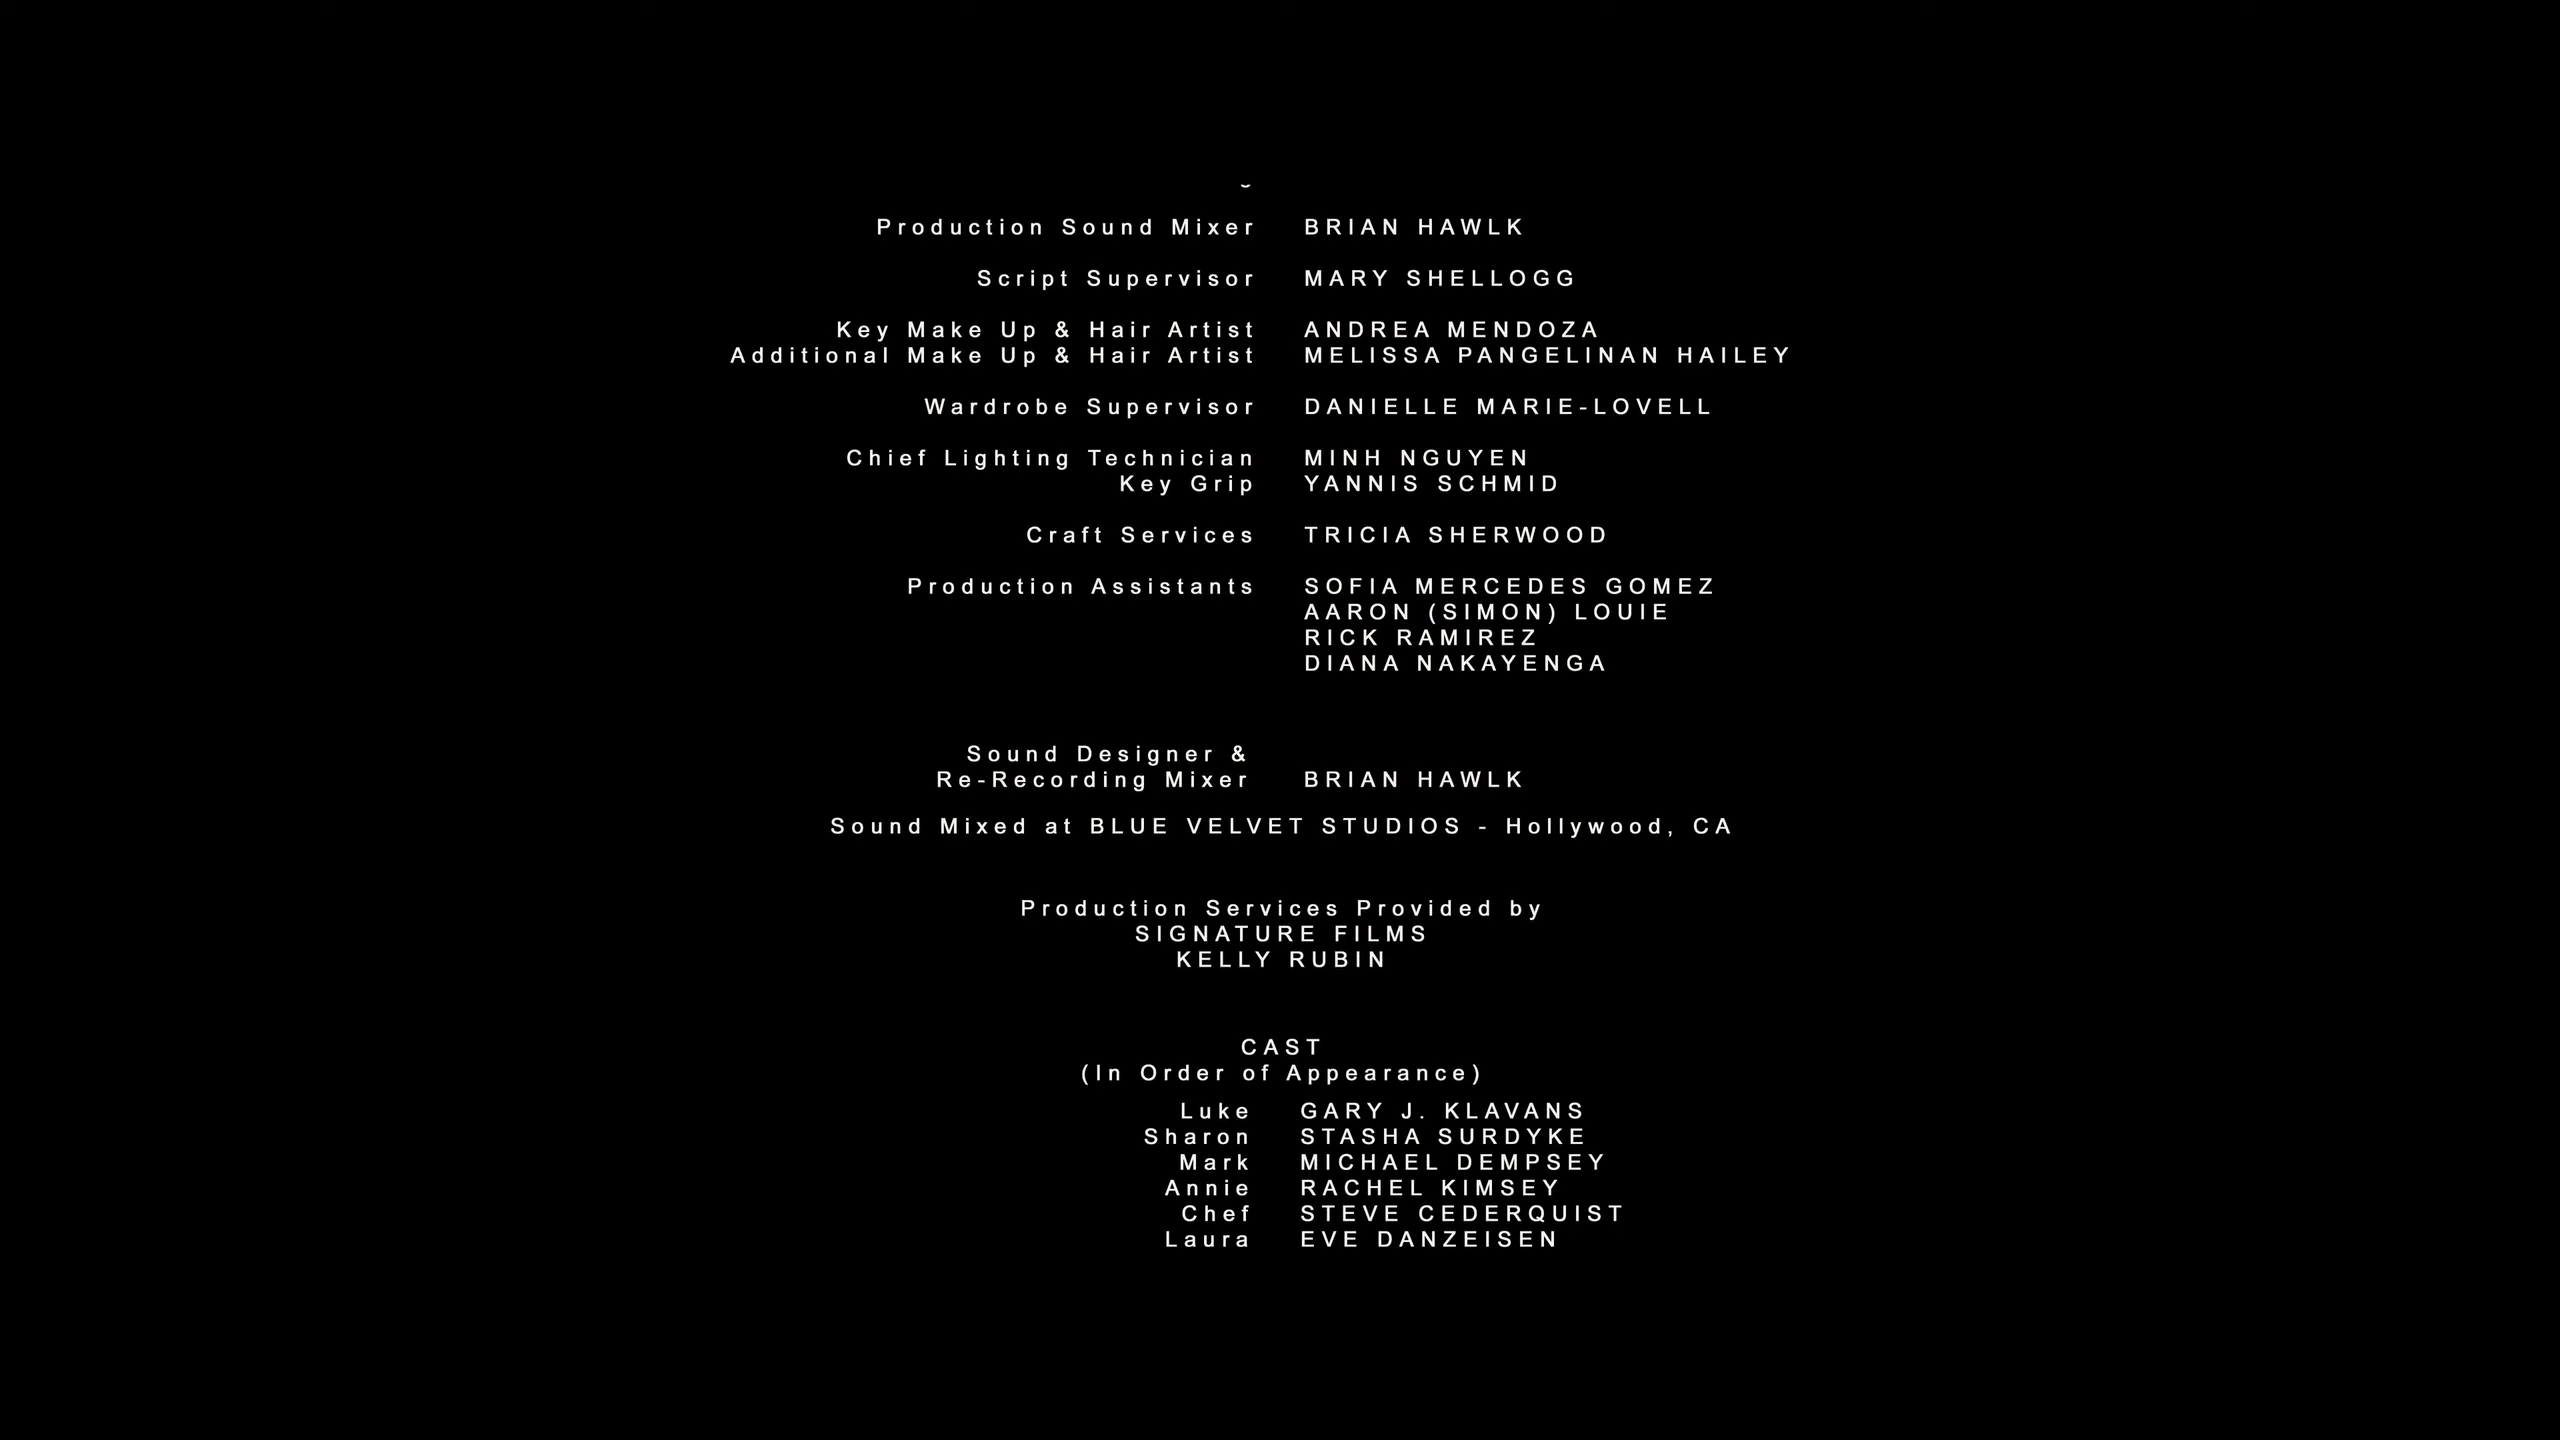 Production Sound Mixer BRIAN HAWLK
Script Supervisor MARY SHELLOGG
Key Make Up & Hair Artist ANDREA MENDOZA
Additional Make Up & Hair Artist MELISSA PANGELINAN HAILEY
Wardrobe Supervisor DANIELLE MARIE-LOVELL
Chief Lighting Technician MINH NGUYEN
Key Grip YANNIS SCHMID
Craft Services TRICIA SHERWOOD
Production Assistants SOFIA MERCEDES GOMEZ
AARON (SIMON) LOUIE
RICK RAMIREZ
DIANA NAKAYENGA
Sound Designer &
Re-Recording Mixer BRIAN HAWLK
Sound Mixed at BLUE VELVET STUDIOS - Hollywood, CA
Production Services Provided by
SIGNATURE FILMS
KELLY RUBIN
CAST
(In Order of Appearance)
Luke GARY J. KLAVANS
Sharon STASHA SURDYKE
Mark MICHAEL DEMPSEY
Annie RACHEL KIMSEY
Chef STEVE CEDERQUIST
Laura EVE DANZEISEN